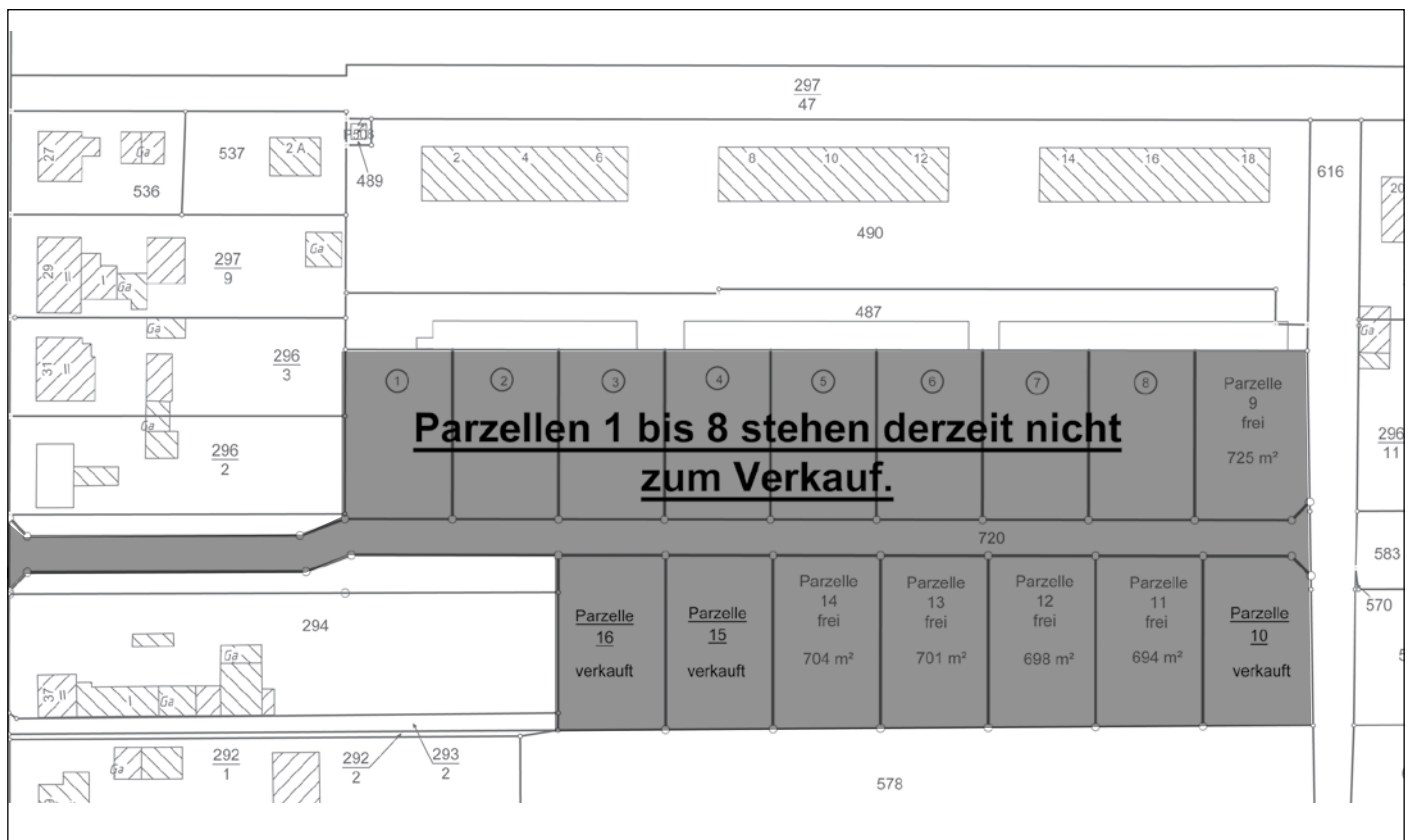 297
47
27
Ga
537
2 A
536
489
2
4
6
8
10
12
14
16
18
616
20
490
29
II
I
Ga
297
9
Ga
487
Ga
31
II
296
3
Ga
Ga
296
2
1
2
3
4
5
6
7
8
Parzelle
9
frei
725 m²
Parzellen 1 bis 8 stehen derzeit nicht
zum Verkauf.
296
11
720
583
570
294
Parzelle
16
verkauft
Parzelle
15
verkauft
Parzelle
14
frei
704 m²
Parzelle
13
frei
701 m²
Parzelle
12
frei
698 m²
Parzelle
11
frei
694 m²
Parzelle
10
verkauft
37
II
I
Ga
Ga
Ga
292
1
292
2
293
2
578